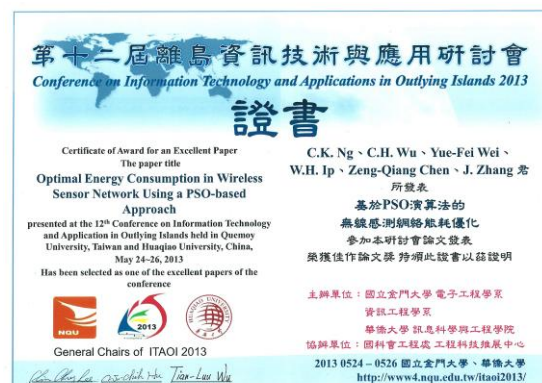 第十二屆離島資訊技術與應用研討會
Conference on Information Technology and Applications in Outlying Islands 2013
證書
Certificate of Award for an Excellent Paper
The paper title
Optimal Energy Consumption in Wireless
Sensor Network Using a PSO-based
Approach
presented at the 12th Conference on Information Technology
and Application in Outlying Islands held in Quemoy
University, Taiwan and Huaqiao University, China,
May 24~26, 2013
Has been selected as one of the excellent papers of the
conference
NQU
2013
General Chairs of ITAOI 2013
C.K. Ng、C.H. Wu、Yue-Fei Wei、
W.H. Ip、Zeng-Qiang Chen、J. Zhang 君
所發表
基於PSO演算法的
無線感測網絡能耗優化
參加本研討會論文發表
榮獲佳作論文獎 特頒此證書以茲證明
主辦單位：國立金門大學 電子工程學系
資訊工程學系
華僑大學 訊息科學與工程學院
協辦單位：國科會工程處 工程科技推展中心
2013 0524 – 0526 國立金門大學、華僑大學
http://www4.nqu.edu.tw/itaoi2013/